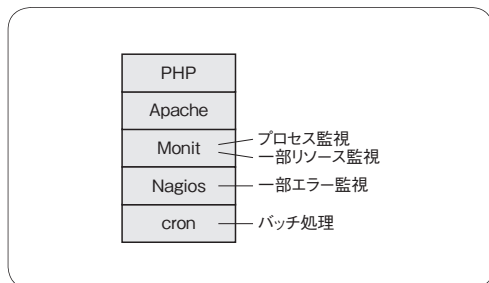 PHP
Apache
Monit
プロセス監視
一部リソース監視
Nagios
一部エラー監視
cron
バッチ処理